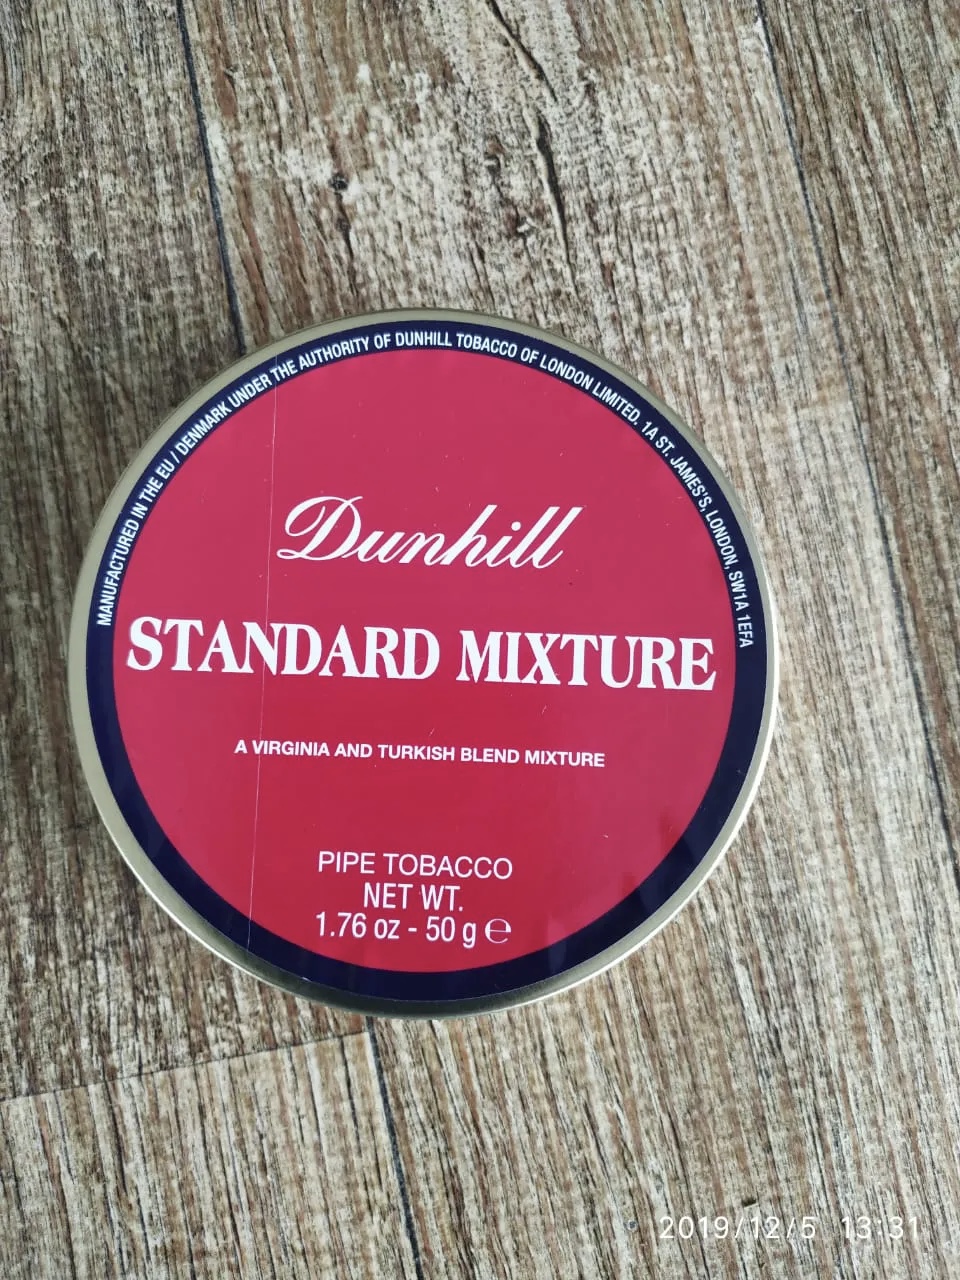 MANUFACTURED IN THE EU / DENMARK UNDER THE AUTHORITY OF DUNHILL TOBACCO OF LONDON LIMITED. 1A ST. JAMES'S, LONDON, SW1A 1EFA
Dunhill
STANDARD MIXTURE
A VIRGINIA AND TURKISH BLEND MIXTURE
PIPE TOBACCO
NET WT.
1.76 oz - 50 g ℮
2019/12/5 13:31